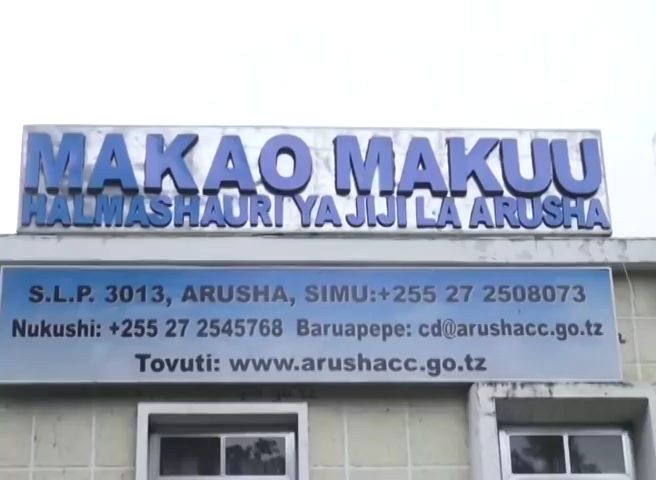 MAKAO MAKUU
HALMASHAURI YA JIJI LA ARUSHA
S.L.P. 3013, ARUSHA, SIMU:+255 27 2508073
Nukushi: +255 27 2545768 Baruapepe: cd@arushacc.go.tz
Tovuti: www.arushacc.go.tz